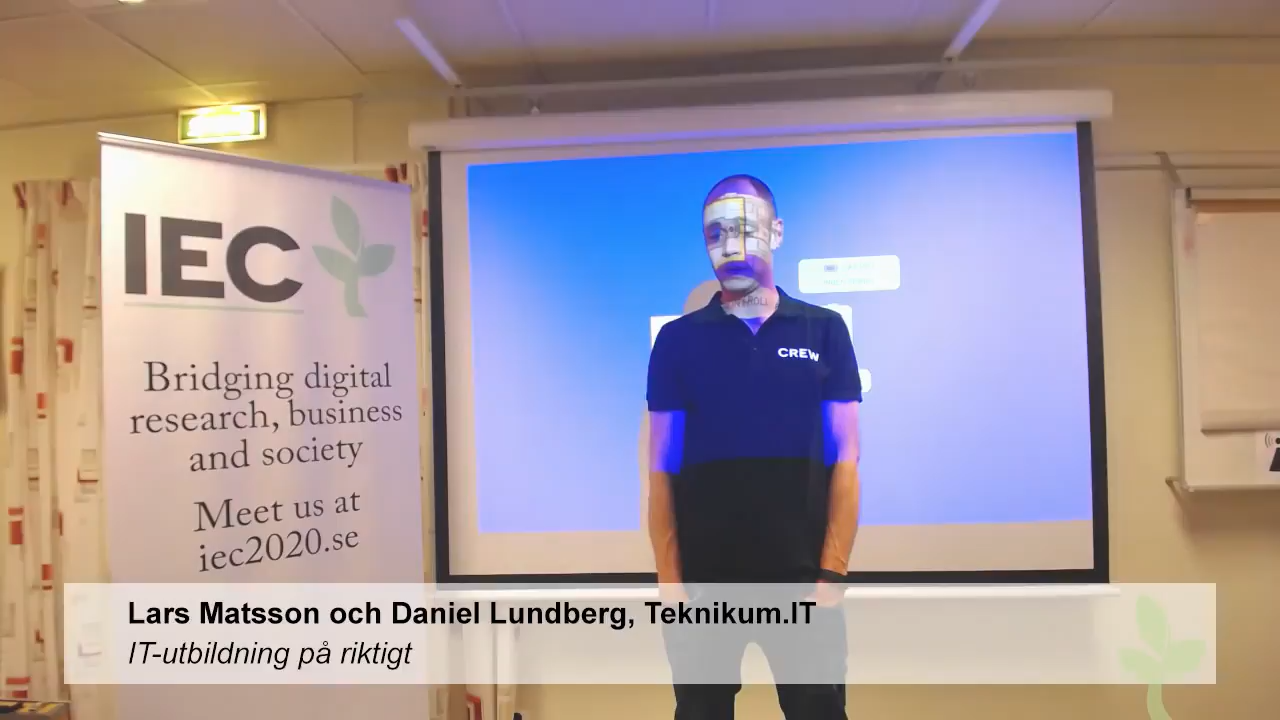 IEC
Bridging digital
research, business
and society
Meet us at
iec2020.se
CREW
Lars Matsson och Daniel Lundberg, Teknikum.IT
IT-utbildning på riktigt